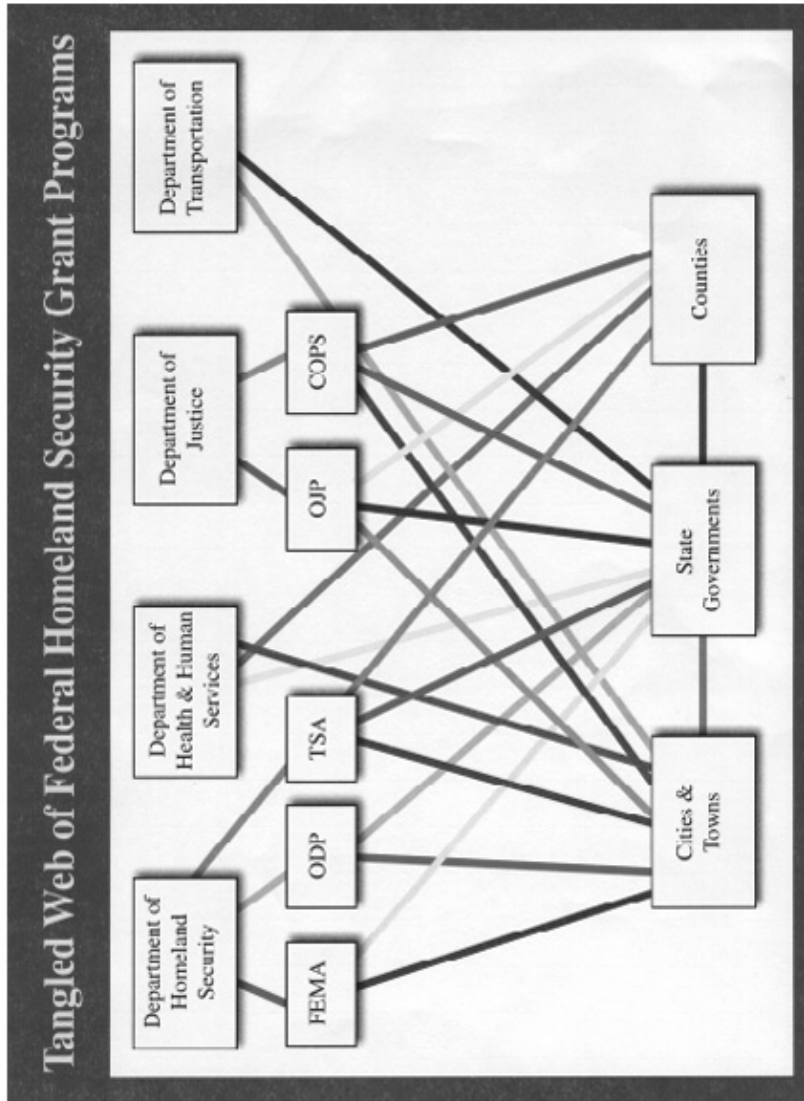 Tangled Web of Federal Homeland Security Grant Programs
Department of
Homeland
Security
Department of
Health & Human
Services
Department of
Justice
Department of
Transportation
FEMA
ODP
TSA
OJP
COPS
Cities &
Towns
State
Governments
Counties